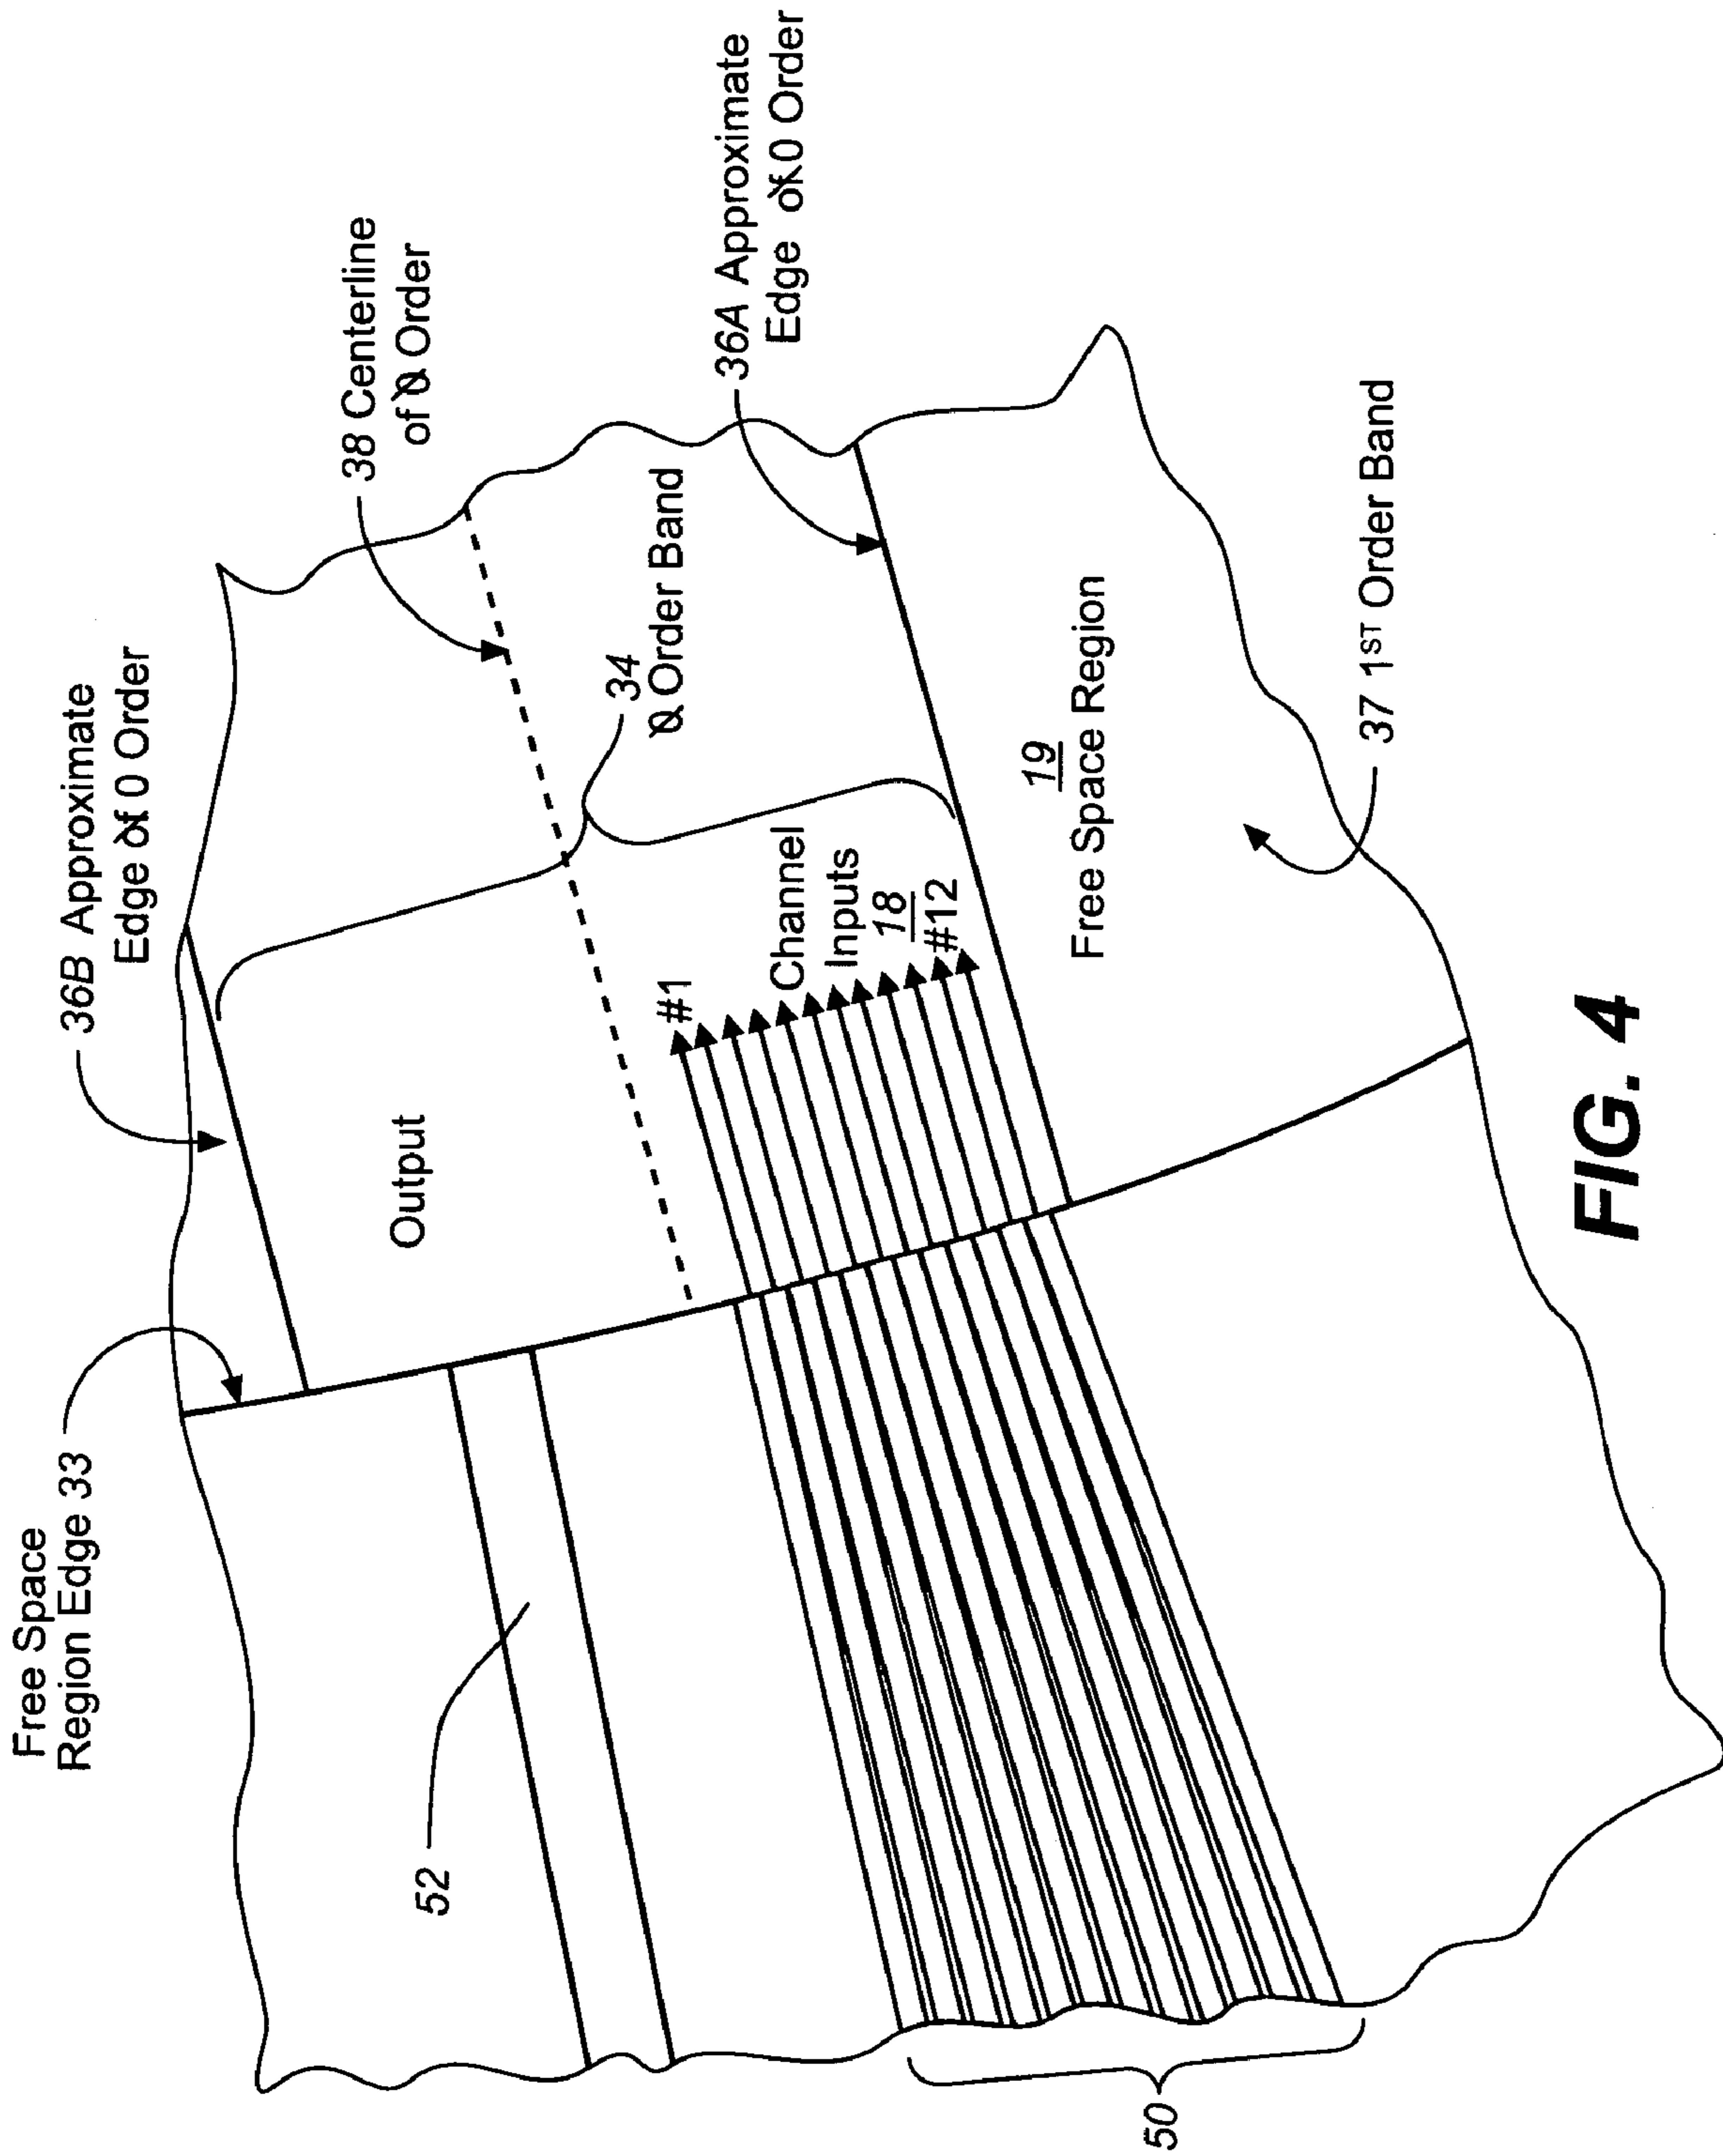 Free Space
Region Edge 33
36B Approximate
Edge of 0 Order
38 Centerline
of 0 Order
36A Approximate
Edge of 0 Order
34
0 Order Band
Output
52
#1
Channel
Inputs
18
#12
19
Free Space Region
37 1ST Order Band
50
FIG. 4